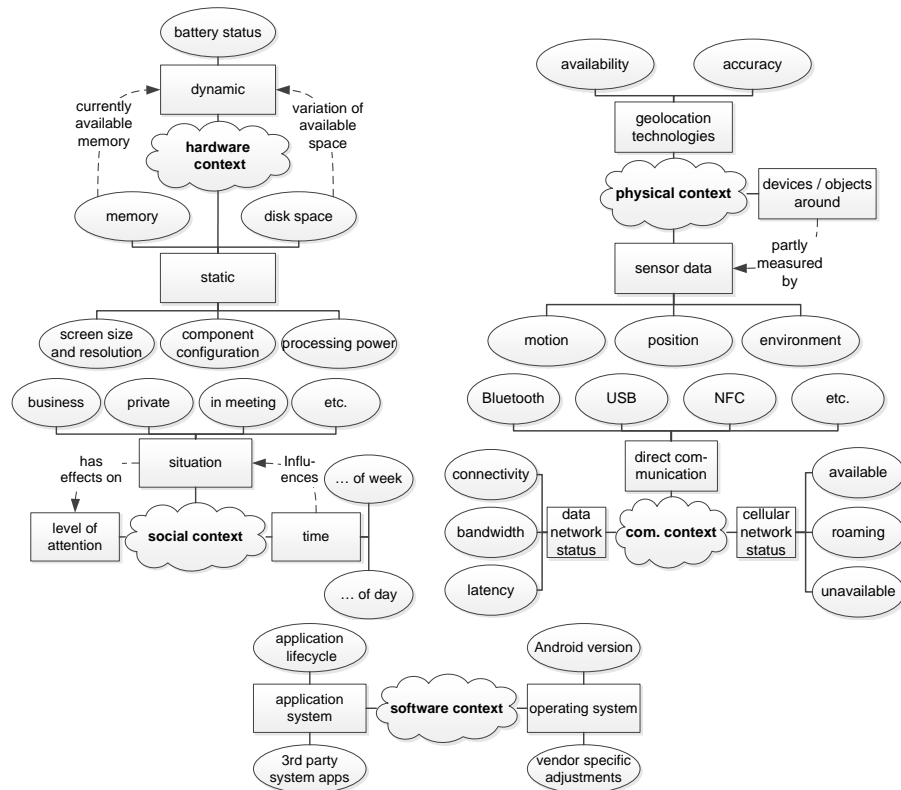 battery status
dynamic
currently
available
memory
variation of
available
space
hardware
context
memory
disk space
static
screen size
and resolution
component
configuration
processing power
availability
accuracy
geolocation
technologies
physical context
devices / objects
around
partly
measured
by
sensor data
motion
position
environment
business
private
in meeting
etc.
situation
has
effects on
Influ-
ences
… of week
level of
attention
social context
time
… of day
Bluetooth
USB
NFC
etc.
direct com-
munication
connectivity
bandwidth
latency
data
network
status
com. context
cellular
network
status
available
roaming
unavailable
application
lifecycle
application
system
3rd party
system apps
software context
Android version
operating system
vendor specific
adjustments